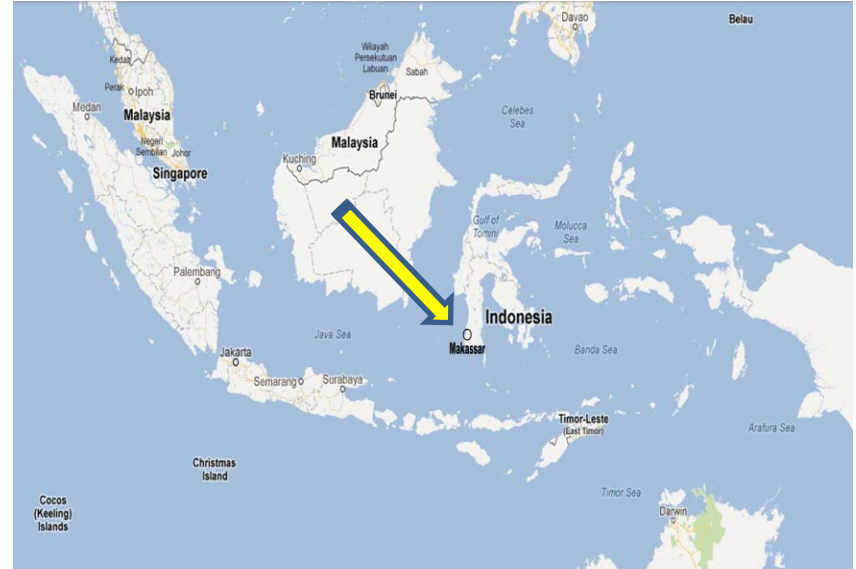 Davao
Belau
Wilayah
Persekutuan
Labuan
Kedah
Sabah
Perak
Ipoh
Brunei
Medan
Malaysia
Celebes
Sea
Negeri
Sembilan
Johor
Malaysia
Kuching
Singapore
Gulf of
Tomini
Molucca
Sea
Palembang
Indonesia
Java Sea
Makassar
Banda Sea
Jakarta
Semarang
Surabaya
Timor-Leste
(East Timor)
Arafura Sea
Christmas
Island
Timor Sea
Cocos
(Keeling)
Islands
Darwin